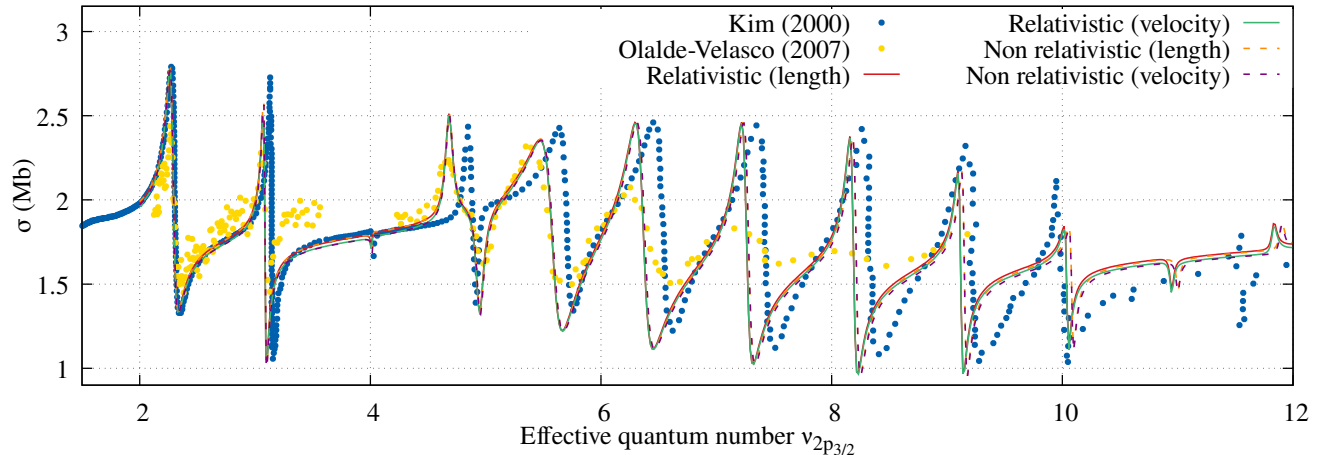 3
2.5
2
1.5
1
σ (Mb)
Kim (2000)
Olalde-Velasco (2007)
Relativistic (length)
Relativistic (velocity)
Non relativistic (length)
Non relativistic (velocity)
2 4 6 8 10 12
Effective quantum number ν2p3/2